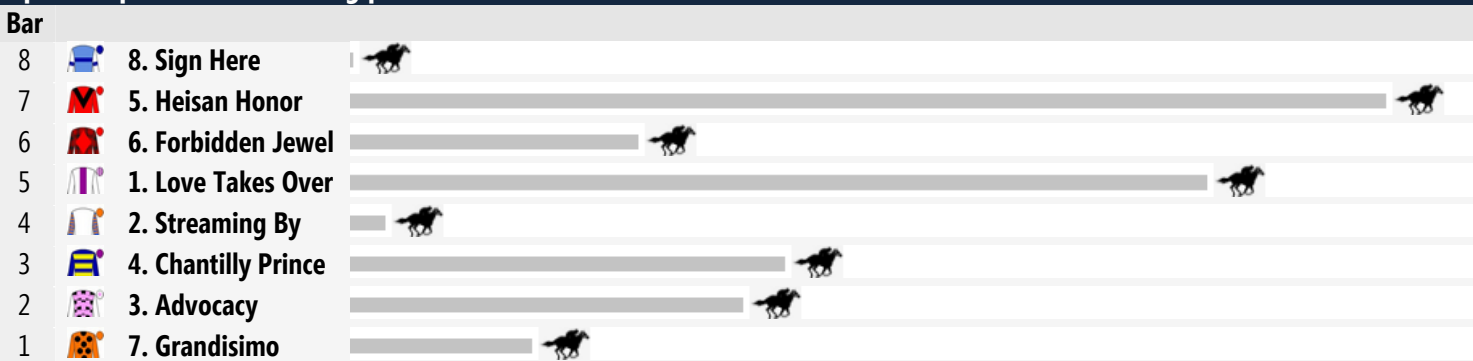 Bar
8 8. Sign Here
7 5. Heisan Honor
6 6. Forbidden Jewel
5 1. Love Takes Over
4 2. Streaming By
3 4. Chantilly Prince
2 3. Advocacy
1 7. Grandisimo